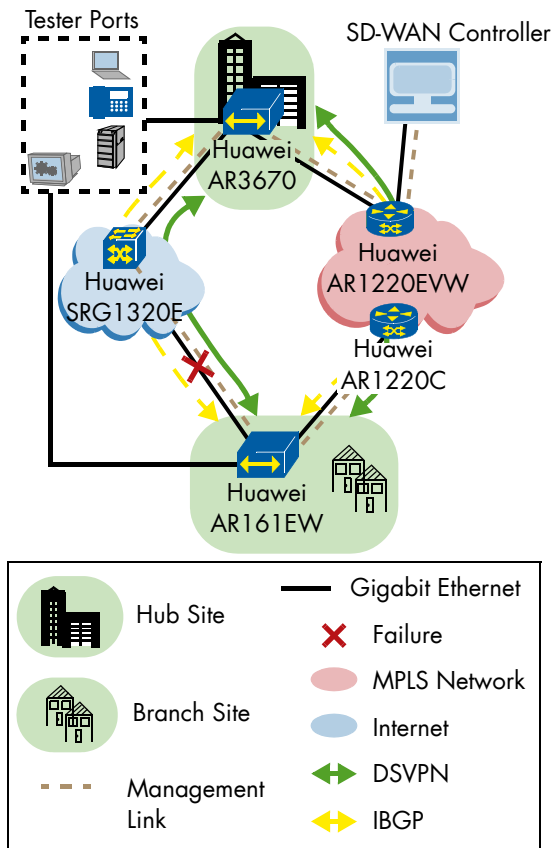 Tester Ports
SD-WAN Controller
Huawei
AR3670
Huawei
SRG1320E
Huawei
AR1220EVW
Huawei
AR1220C
Huawei
AR161EW
Hub Site
Branch Site
Management
Link
Gigabit Ethernet
Failure
MPLS Network
Internet
DSVPN
IBGP